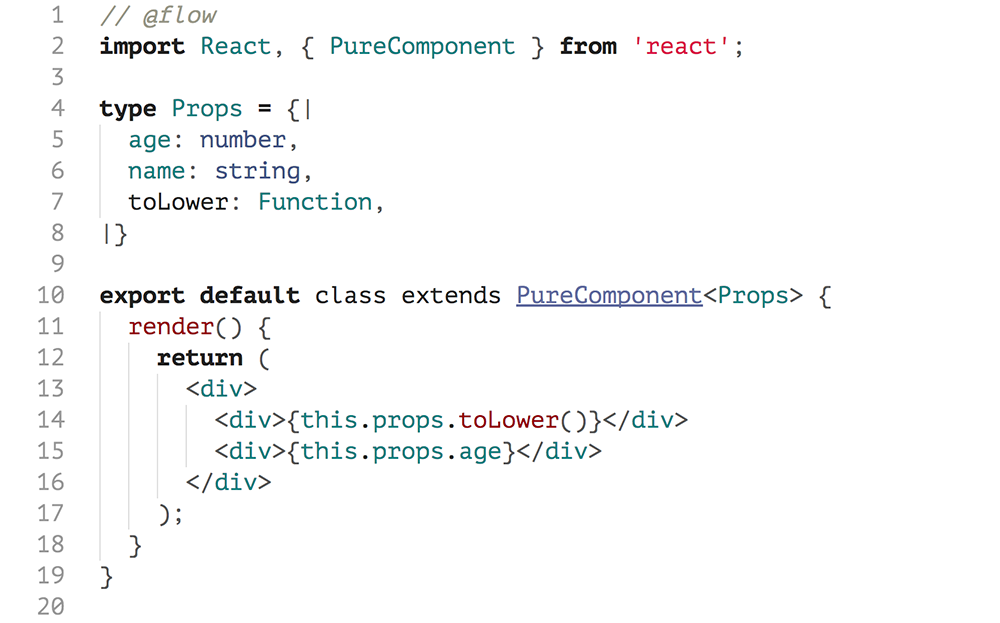 1 // @flow
2 import React, { PureComponent } from 'react';
3
4 type Props = {|
5   age: number,
6   name: string,
7   toLower: Function,
8 |}
9
10 export default class extends PureComponent<Props> {
11   render() {
12     return (
13       <div>
14         <div>{this.props.toLower()}</div>
15         <div>{this.props.age}</div>
16       </div>
17     );
18   }
19 }
20